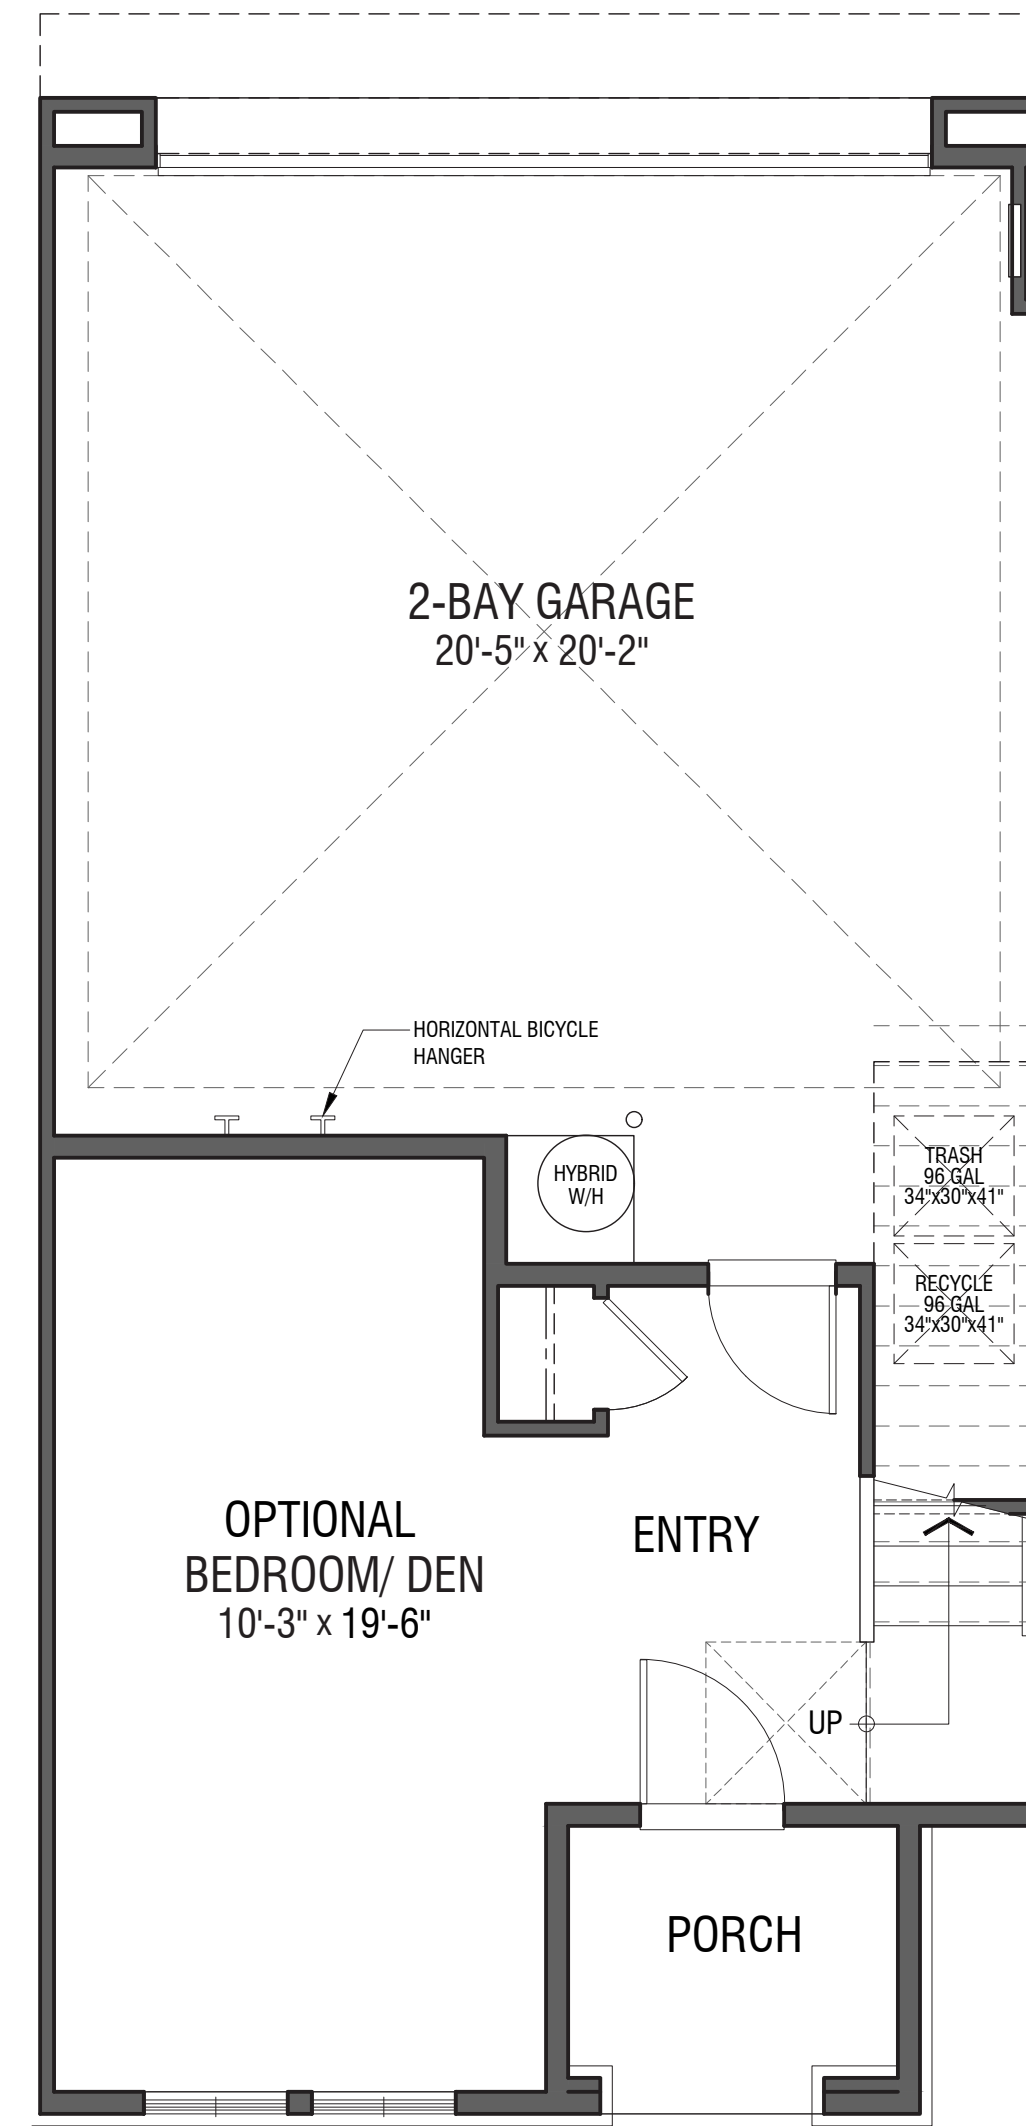 2-BAY GARAGE
20'-5" x 20'-2"
HORIZONTAL BICYCLE
HANGER
HYBRID
W/H
TRASH
96 GAL
34"x30"x41"
RECYCLE
96 GAL
34"x30"x41"
OPTIONAL
BEDROOM/ DEN
10'-3" x 19'-6"
ENTRY
UP
PORCH